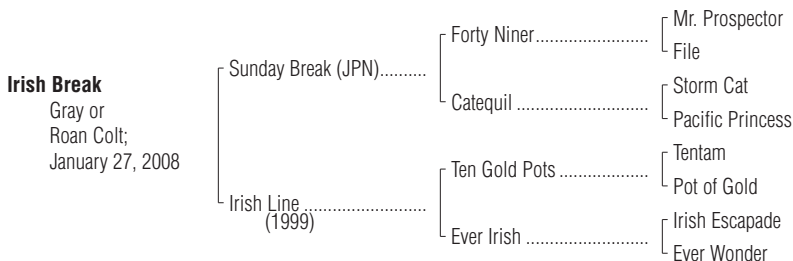 Irish Break
Gray or
Roan Colt;
January 27, 2008
Sunday Break (JPN)..........
Irish Line ..........................
(1999)
Forty Niner........................
Catequil ............................
Ten Gold Pots ...................
Ever Irish ..........................
Mr. Prospector
File
Storm Cat
Pacific Princess
Tentam
Pot of Gold
Irish Escapade
Ever Wonder